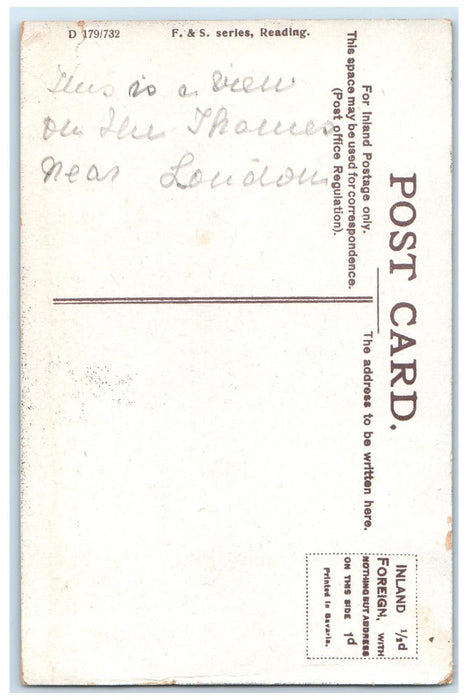 D 179/732
F. & S. series, Reading.
This is a view
on the Thames
near London
POST CARD.
For Inland Postage only.
This space may be used for correspondence.
(Post office Regulation).
The address to be written here.
INLAND ½d
FOREIGN, WITH
NOTHING BUT ADDRESS
ON THIS SIDE 1d
Printed in Bavaria.